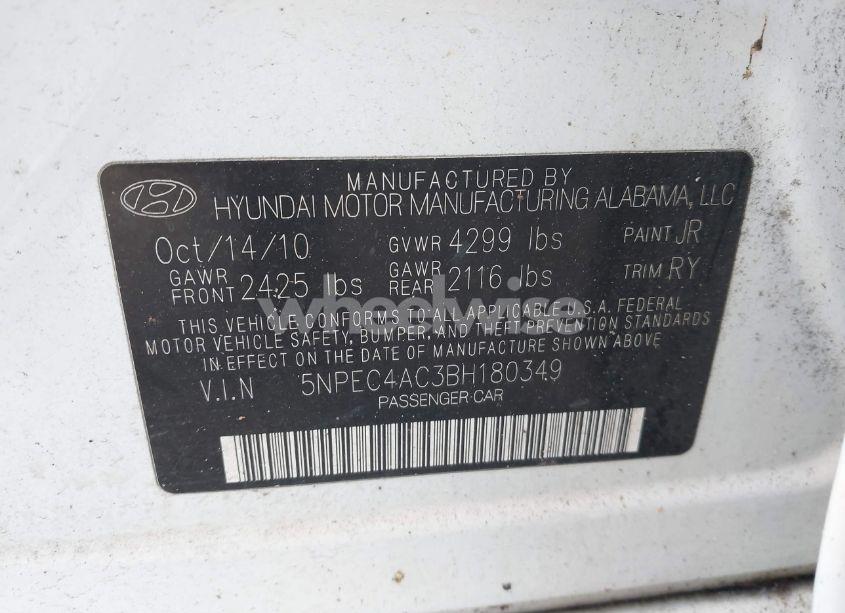 MANUFACTURED BY
HYUNDAI MOTOR MANUFACTURING ALABAMA, LLC
Oct/14/10 GVWR 4299 lbs PAINT JR
GAWR FRONT 2425 lbs GAWR REAR 2116 lbs TRIM RY
wheelwise
THIS VEHICLE CONFORMS TO ALL APPLICABLE U.S.A. FEDERAL
MOTOR VEHICLE SAFETY, BUMPER, AND THEFT PREVENTION STANDARDS
IN EFFECT ON THE DATE OF MANUFACTURE SHOWN ABOVE
V.I.N 5NPEC4AC3BH180349
PASSENGER CAR